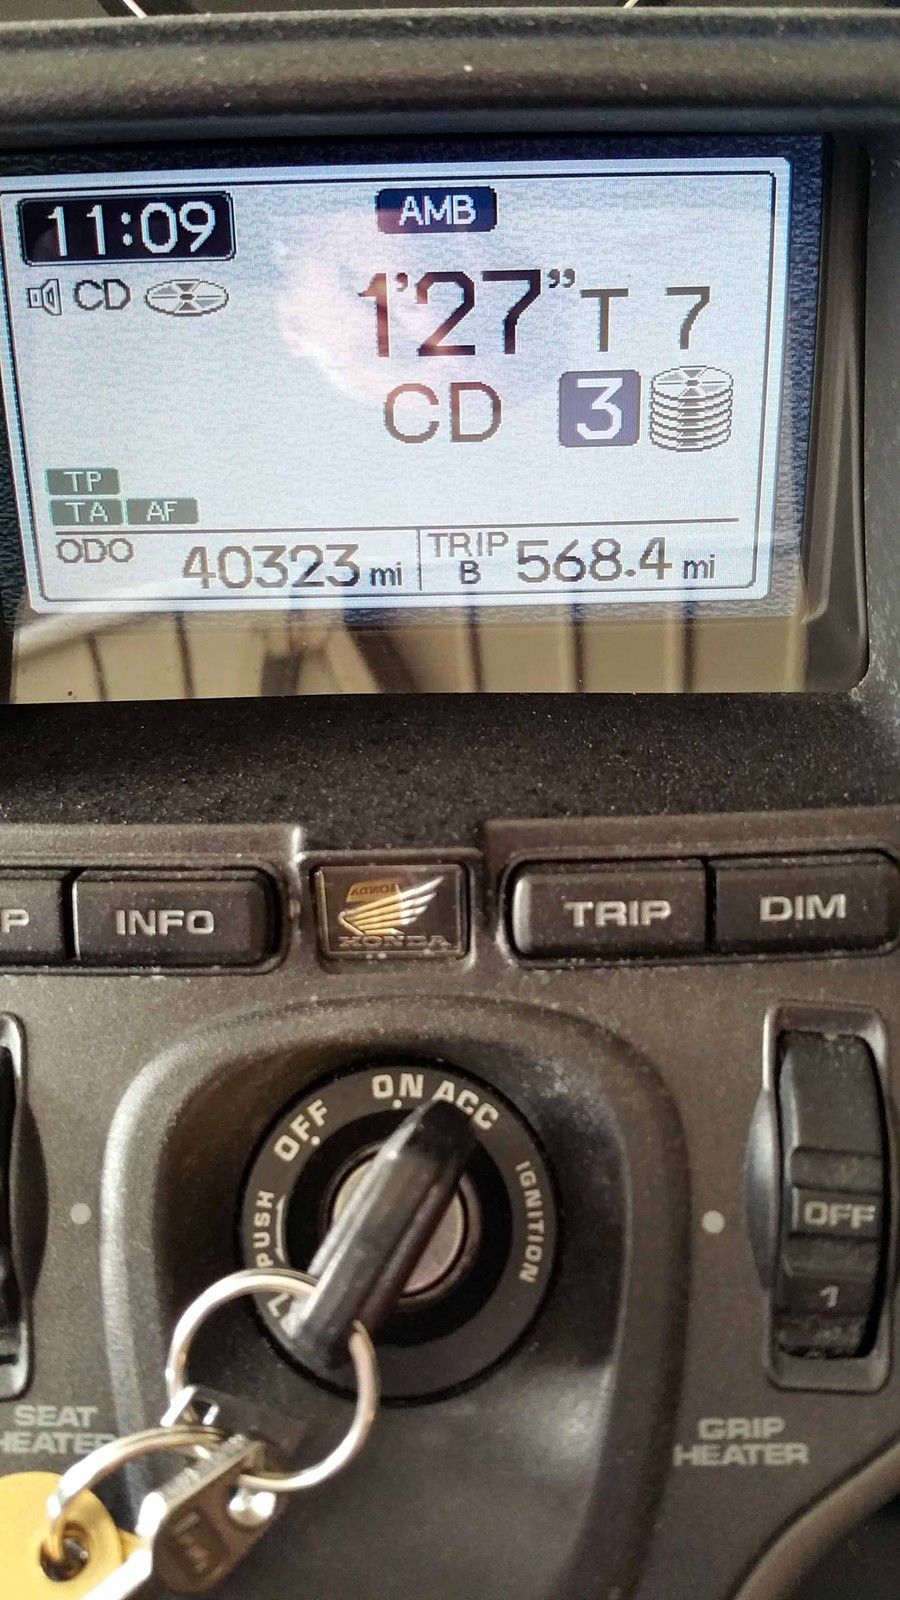 11:09
AMB
CD
1'27" T 7
CD 3
TP
TA AF
ODO 40323 mi
TRIP B 568.4 mi
P
INFO
HONDA
TRIP
DIM
ON
ACC
OFF
PUSH
IGNITION
OFF
1
SEAT HEATER
GRIP HEATER